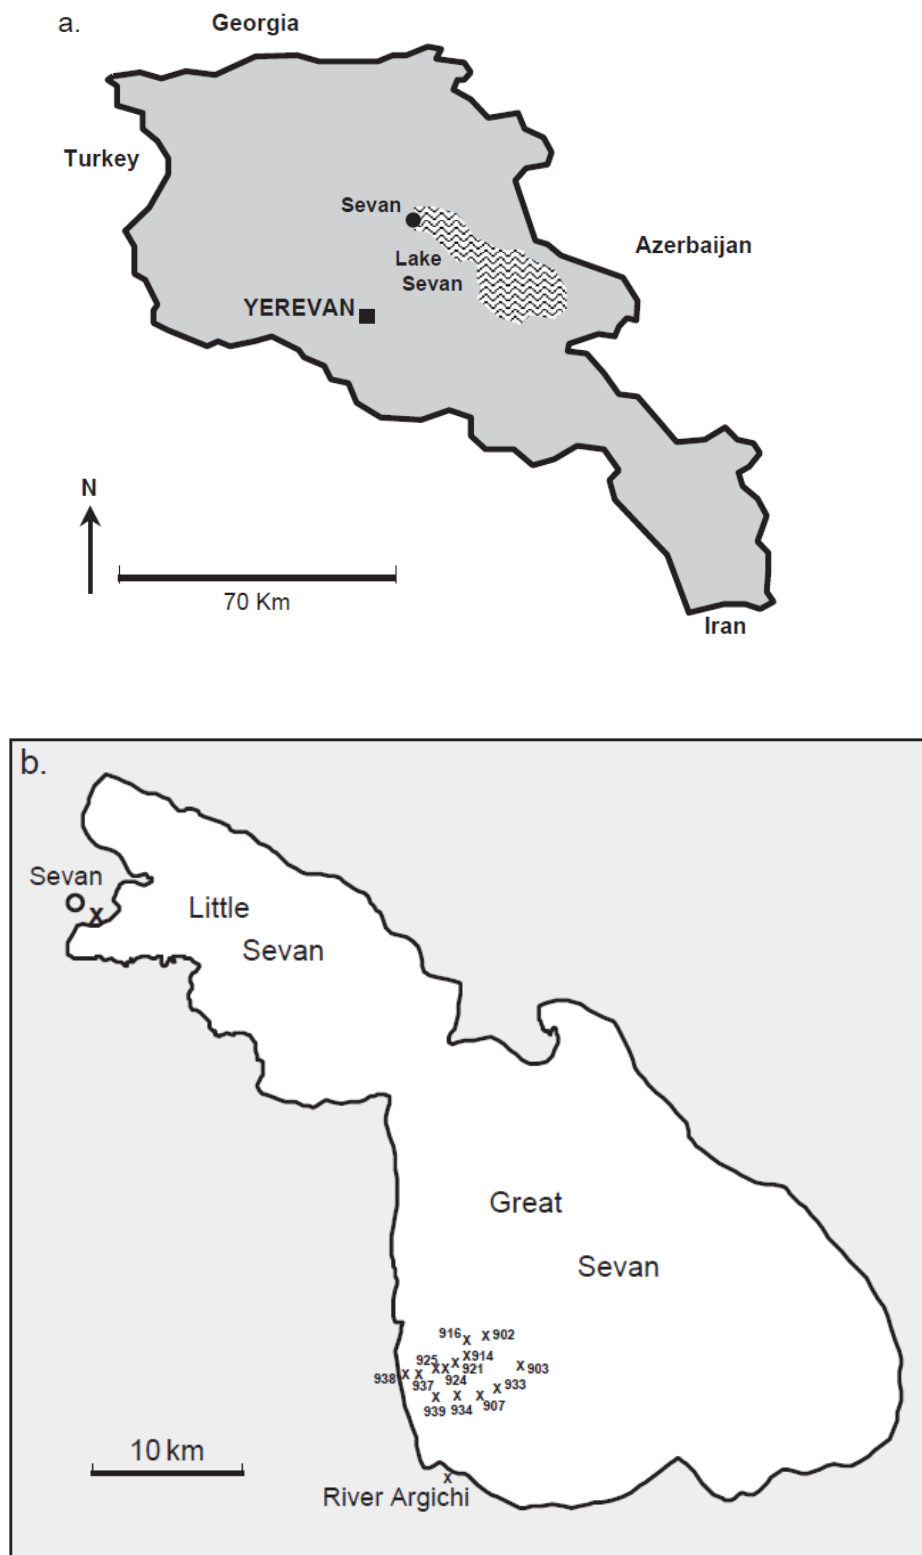 a.
Georgia
Turkey
Sevan
Azerbaijan
Lake
Sevan
YEREVAN
N
70 Km
Iran
b.
Sevan
X
Little
Sevan
Great
Sevan
916 x x 902
x 914
925 x x x 921
x 903
938 x x 937
924
x 933
x 939
x 934
x 907
10 km
x
River Argichi